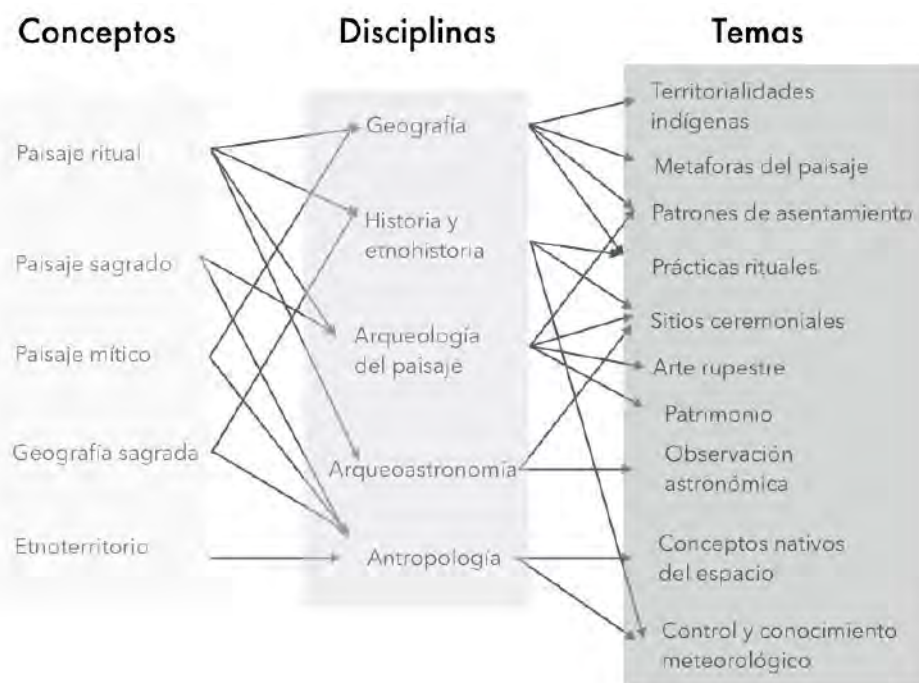 Conceptos
Disciplinas
Temas
Paisaje ritual
Paisaje sagrado
Paisaje mítico
Geografía sagrada
Etnoterritorio
Geografía
Historia y
etnohistoria
Arqueología
del paisaje
Arqueoastronomía
Antropología
Territorialidades
indígenas
Metaforas del paisaje
Patrones de asentamiento
Prácticas rituales
Sitios ceremoniales
Arte rupestre
Patrimonio
Observación
astronómica
Conceptos nativos
del espacio
Control y conocimiento
meteorológico